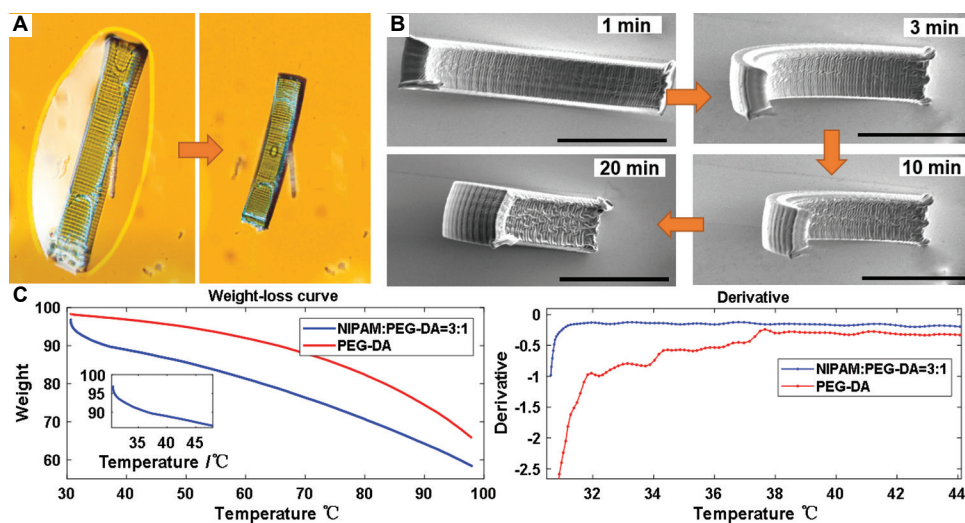 A
B
1 min
3 min
20 min
10 min
C
Weight-loss curve
100
90
80
70
60
Weight
NIPAM:PEG-DA=3:1
PEG-DA
100
95
90
35
40
45
Temperature /℃
30
40
50
60
70
80
90
100
Temperature ℃
Derivative
0
-0.5
-1
-1.5
-2
-2.5
Derivative
NIPAM:PEG-DA=3:1
PEG-DA
32
34
36
38
40
42
44
Temperature ℃